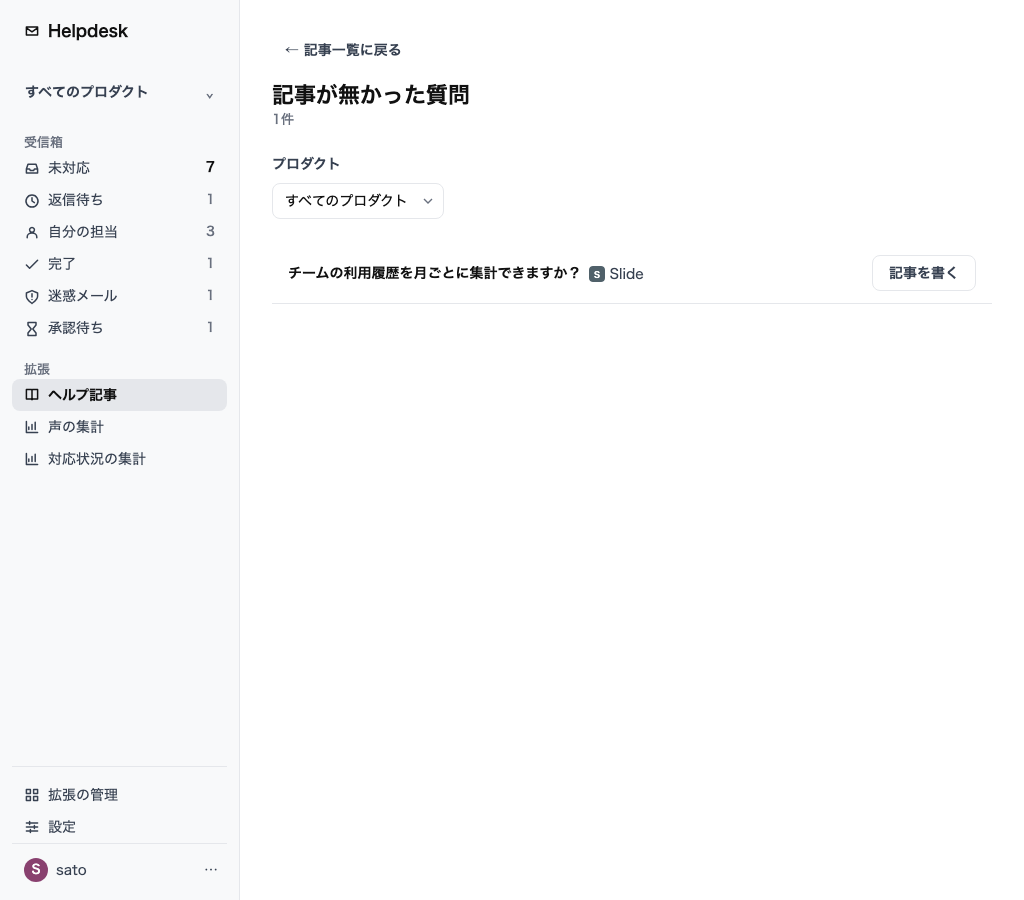 Helpdesk
すべてのプロダクト
受信箱
未対応 7
返信待ち 1
自分の担当 3
完了 1
迷惑メール 1
承認待ち 1
拡張
ヘルプ記事
声の集計
対応状況の集計
拡張の管理
設定
S sato ...
← 記事一覧に戻る
記事が無かった質問
1件
プロダクト
すべてのプロダクト
チームの利用履歴を月ごとに集計できますか？ S Slide 記事を書く